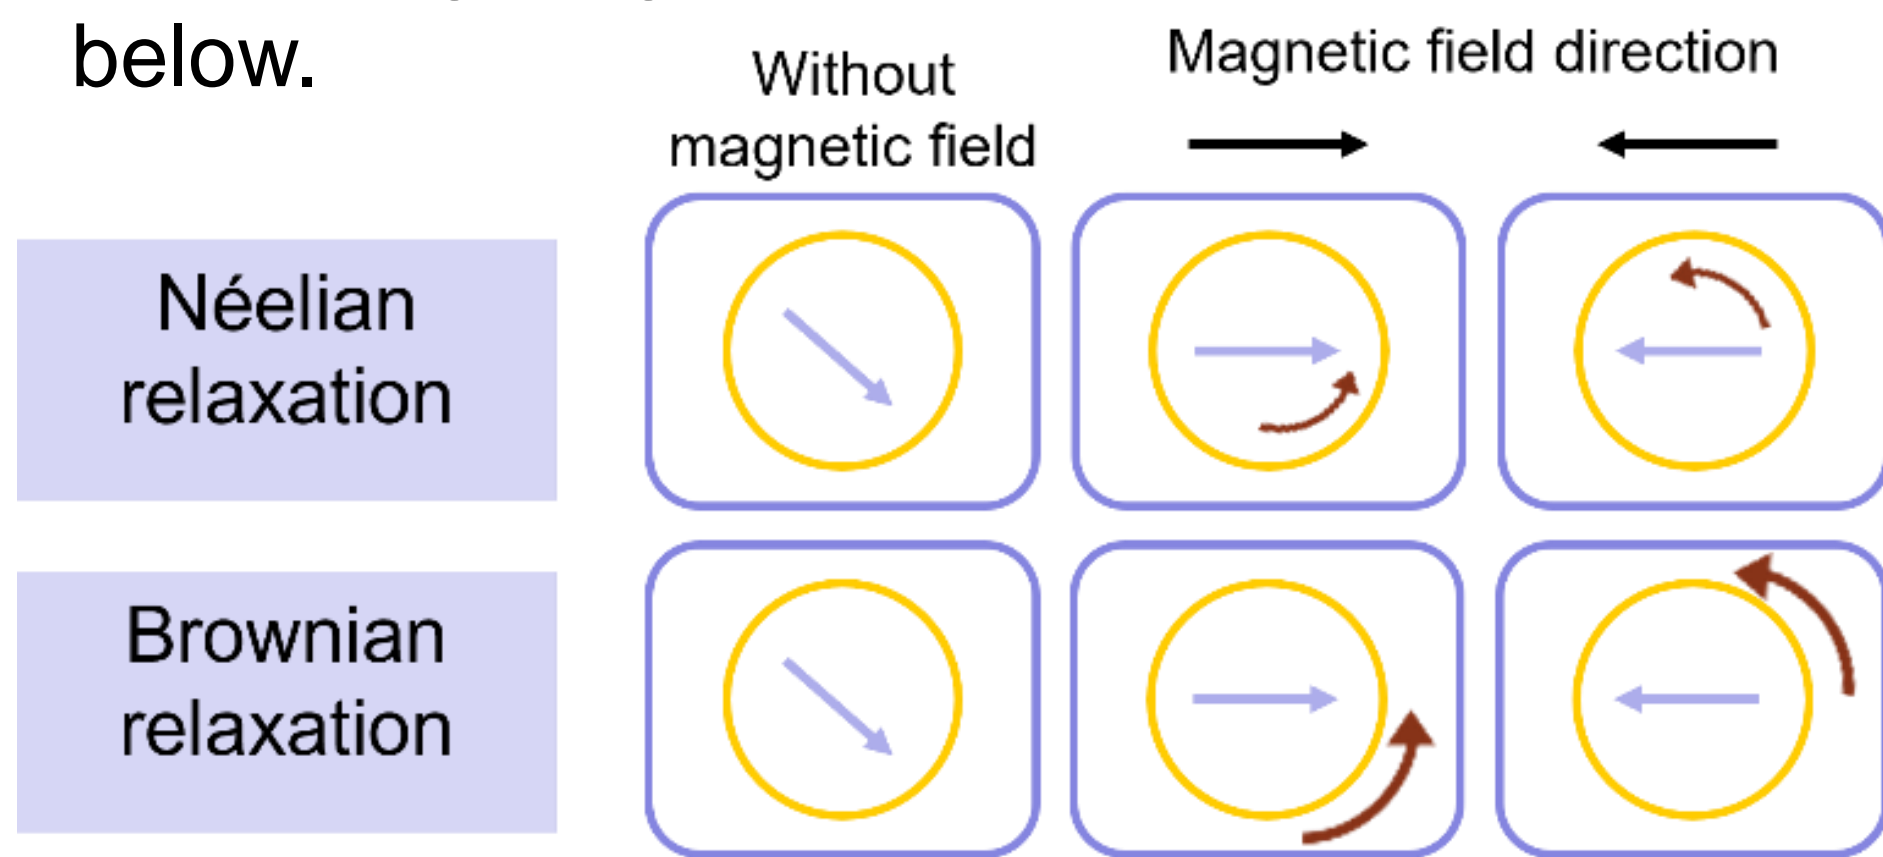 below.
Without
magnetic field
Magnetic field direction
Néelian
relaxation
Brownian
relaxation